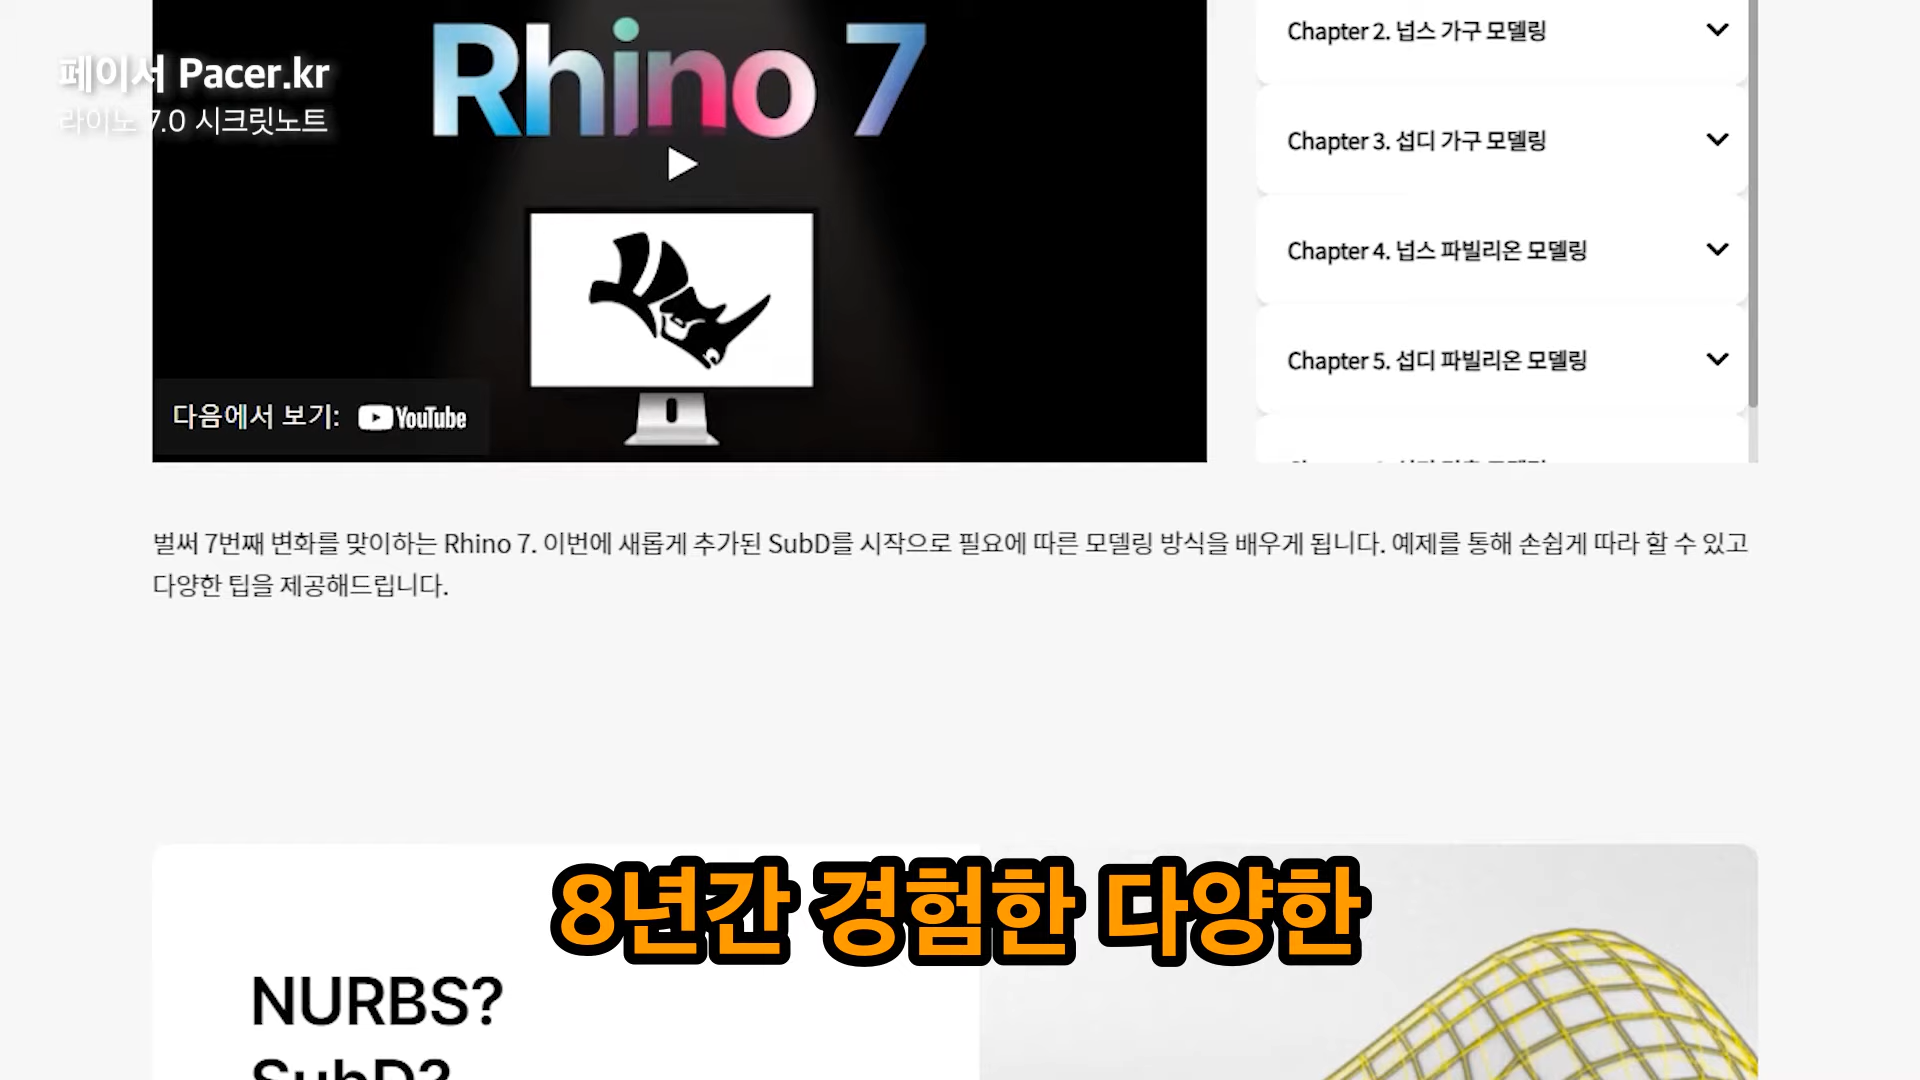 페이서 Pacer.kr
라이노 7.0 시크릿노트
Rhino 7
다음에서 보기: YouTube
Chapter 2. 넙스 가구 모델링
Chapter 3. 섭디 가구 모델링
Chapter 4. 넙스 파빌리온 모델링
Chapter 5. 섭디 파빌리온 모델링
벌써 7번째 변화를 맞이하는 Rhino 7. 이번에 새롭게 추가된 SubD를 시작으로 필요에 따른 모델링 방식을 배우게 됩니다. 예제를 통해 손쉽게 따라 할 수 있고
다양한 팁을 제공해드립니다.
8년간 경험한 다양한
NURBS?
SubD?